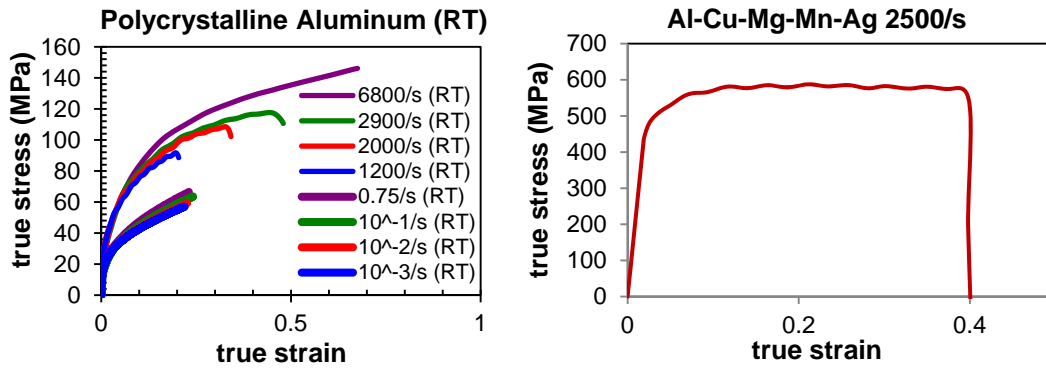 Polycrystalline Aluminum (RT)
true stress (MPa)
160
140
120
100
80
60
40
20
0
0
0.5
1
true strain
6800/s (RT)
2900/s (RT)
2000/s (RT)
1200/s (RT)
0.75/s (RT)
10^-1/s (RT)
10^-2/s (RT)
10^-3/s (RT)
Al-Cu-Mg-Mn-Ag 2500/s
true stress (MPa)
700
600
500
400
300
200
100
0
0
0.2
0.4
true strain